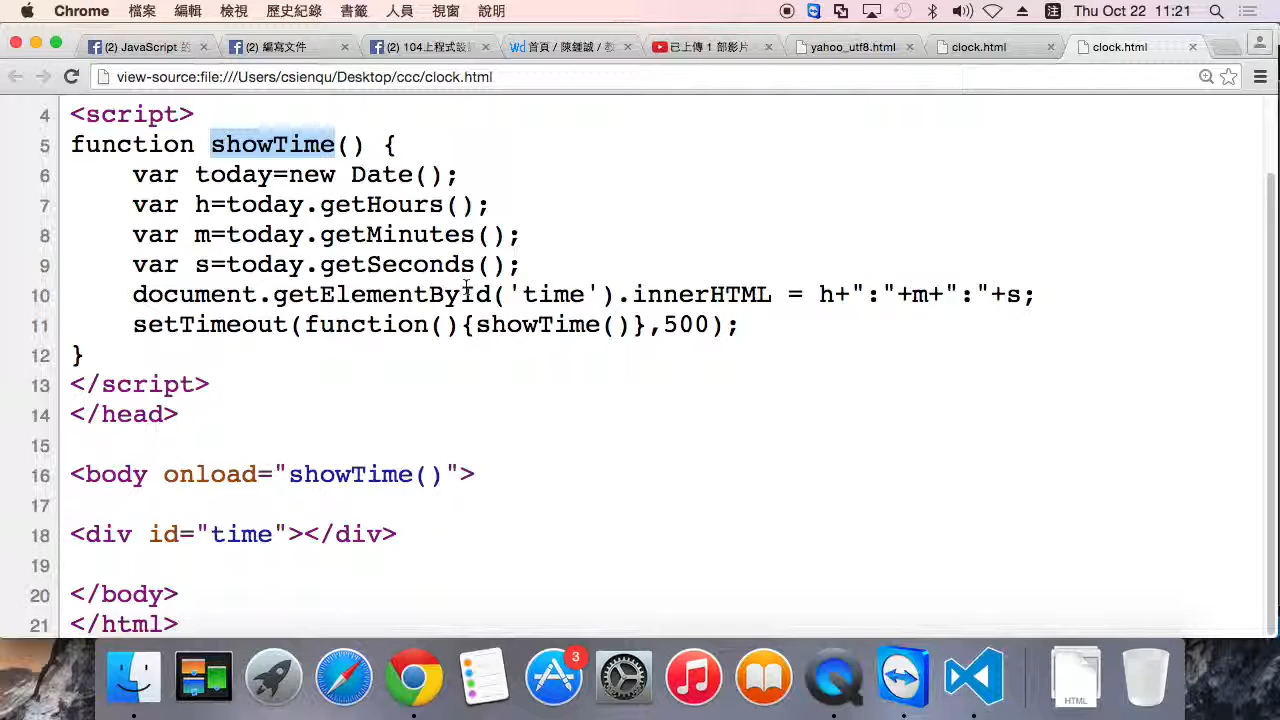 Chrome 檔案 編輯 檢視 歷史紀錄 書籤 人員 視窗 說明 注 Thu Oct 22 11:21
(2) JavaScript 的 (2) 編寫文件 (2) 104上程式設 首頁 / 陳鍾誠 / 教 已上傳 1 部影片 yahoo_utf8.html clock.html clock.html
view-source:file:///Users/csienqu/Desktop/ccc/clock.html
4 <script>
5 function showTime() {
6 var today=new Date();
7 var h=today.getHours();
8 var m=today.getMinutes();
9 var s=today.getSeconds();
10 document.getElementById('time').innerHTML = h+":"+m+":"+s;
11 setTimeout(function(){showTime()},500);
12 }
13 </script>
14 </head>
15
16 <body onload="showTime()">
17
18 <div id="time"></div>
19
20 </body>
21 </html>
3
HTML